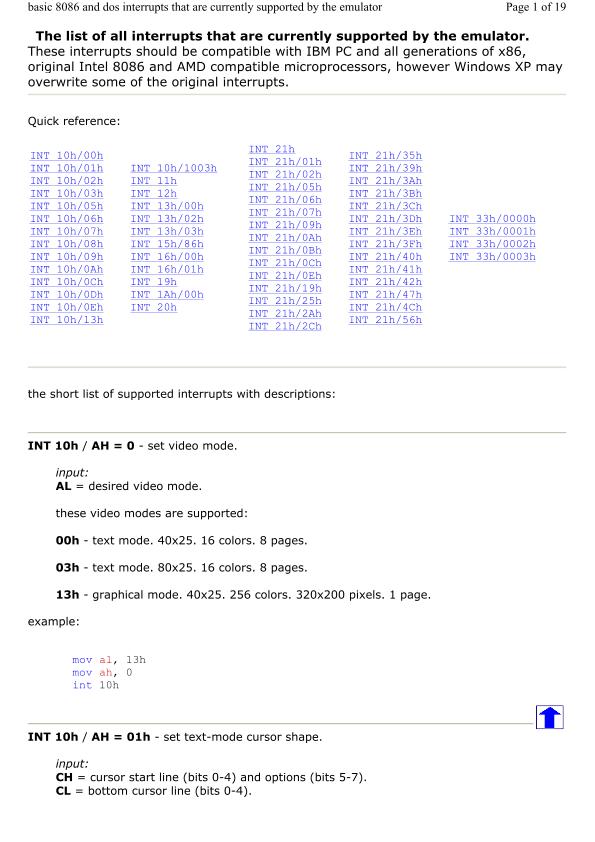 basic 8086 and dos interrupts that are currently supported by the emulator
Page 1 of 19
The list of all interrupts that are currently supported by the emulator.
These interrupts should be compatible with IBM PC and all generations of x86,
original Intel 8086 and AMD compatible microprocessors, however Windows XP may
overwrite some of the original interrupts.
Quick reference:
INT 10h/00h
INT 10h/01h
INT 10h/02h
INT 10h/03h
INT 10h/05h
INT 10h/06h
INT 10h/07h
INT 10h/08h
INT 10h/09h
INT 10h/0Ah
INT 10h/0Ch
INT 10h/0Dh
INT 10h/0Eh
INT 10h/13h
INT 10h/1003h
INT 11h
INT 12h
INT 13h/00h
INT 13h/02h
INT 13h/03h
INT 15h/86h
INT 16h/00h
INT 16h/01h
INT 19h
INT 1Ah/00h
INT 20h
INT 21h
INT 21h/01h
INT 21h/02h
INT 21h/05h
INT 21h/06h
INT 21h/07h
INT 21h/09h
INT 21h/0Ah
INT 21h/0Bh
INT 21h/0Ch
INT 21h/0Eh
INT 21h/19h
INT 21h/25h
INT 21h/2Ah
INT 21h/2Ch
INT 21h/35h
INT 21h/39h
INT 21h/3Ah
INT 21h/3Bh
INT 21h/3Ch
INT 21h/3Dh
INT 21h/3Eh
INT 21h/3Fh
INT 21h/40h
INT 21h/41h
INT 21h/42h
INT 21h/47h
INT 21h/4Ch
INT 21h/56h
INT 33h/0000h
INT 33h/0001h
INT 33h/0002h
INT 33h/0003h
the short list of supported interrupts with descriptions:
INT 10h / AH = 0 - set video mode.
input:
AL = desired video mode.
these video modes are supported:
00h - text mode. 40x25. 16 colors. 8 pages.
03h - text mode. 80x25. 16 colors. 8 pages.
13h - graphical mode. 40x25. 256 colors. 320x200 pixels. 1 page.
example:
mov al, 13h
mov ah, 0
int 10h
INT 10h / AH = 01h - set text-mode cursor shape.
input:
CH = cursor start line (bits 0-4) and options (bits 5-7).
CL = bottom cursor line (bits 0-4).